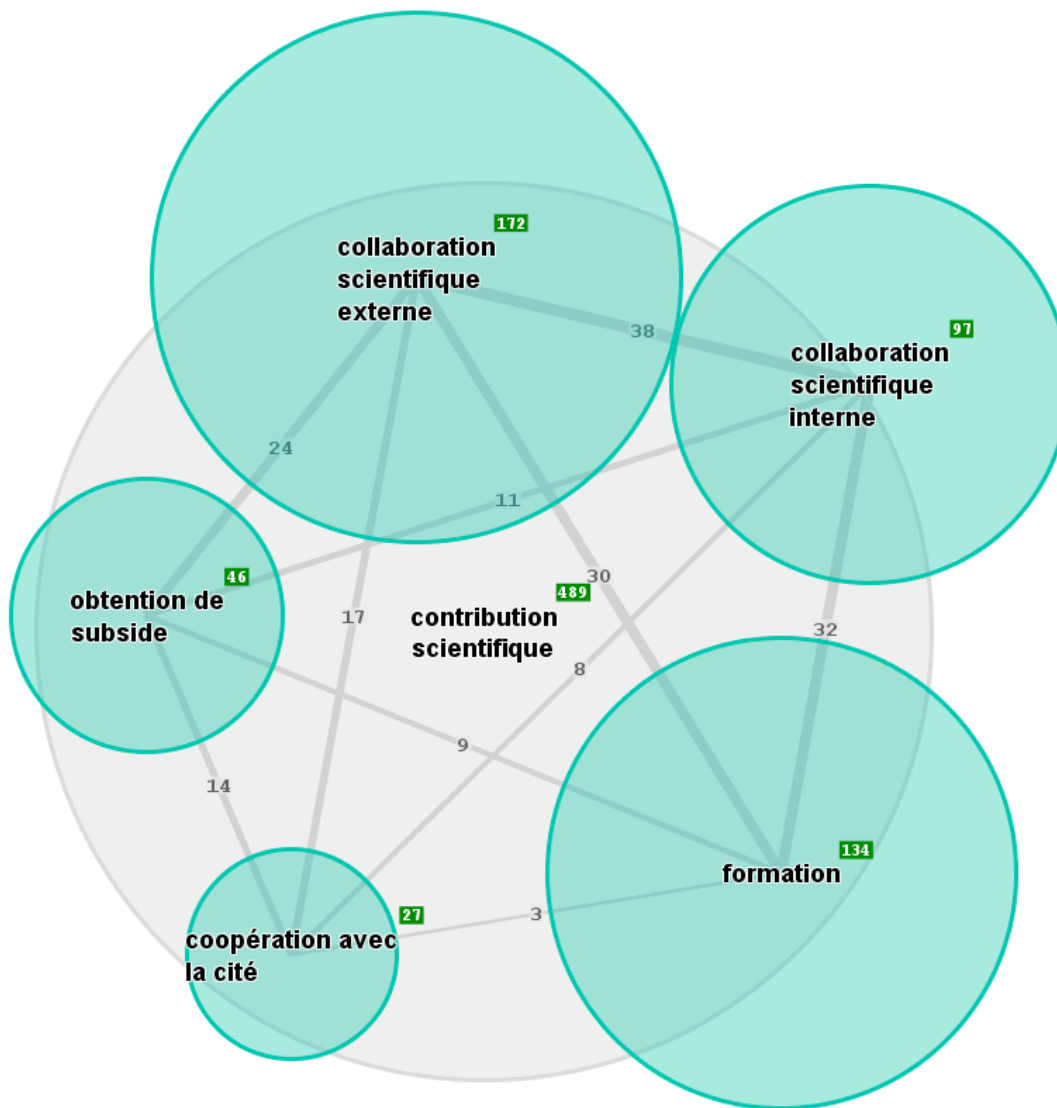 172
collaboration
scientifique
externe
97
collaboration
scientifique
interne
38
24
11
46
obtention de
subside
30
489
contribution
scientifique
17
32
8
9
14
134
formation
3
27
coopération avec
la cité